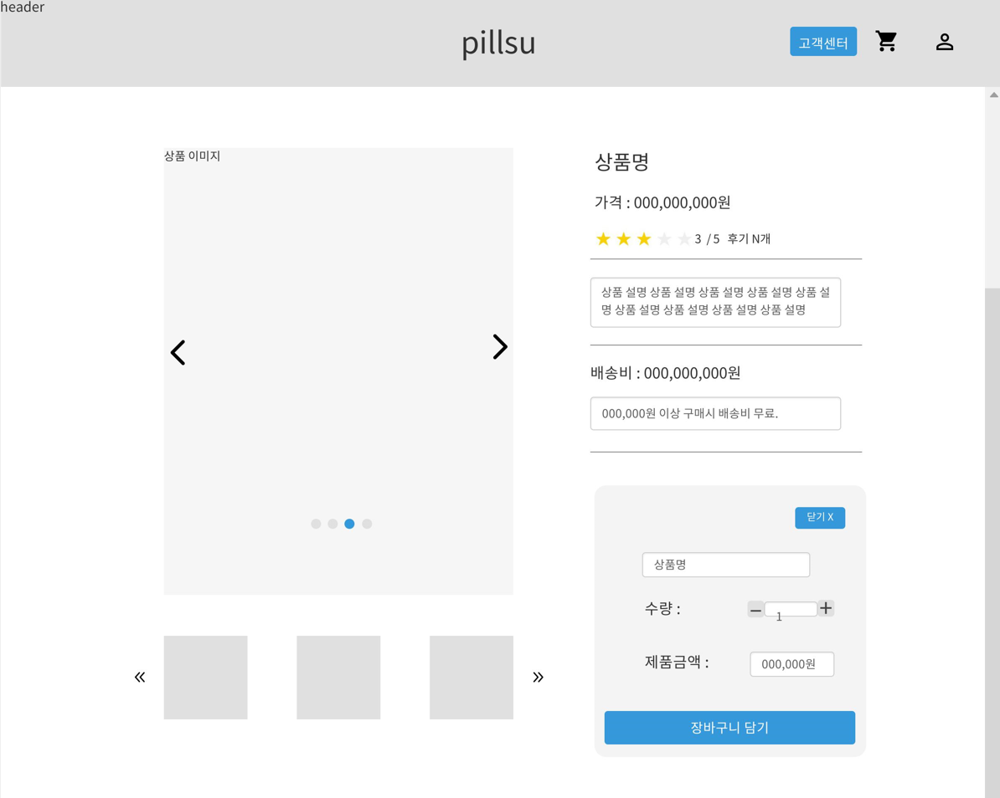 header
pillsu
고객센터
상품 이미지
상품명
가격 : 000,000,000원
3 / 5 후기 N개
상품 설명 상품 설명 상품 설명 상품 설명 상품 설
명 상품 설명 상품 설명 상품 설명 상품 설명
배송비 : 000,000,000원
000,000원 이상 구매시 배송비 무료.
닫기 X
상품명
수량 :
1
제품금액 :
000,000원
장바구니 담기